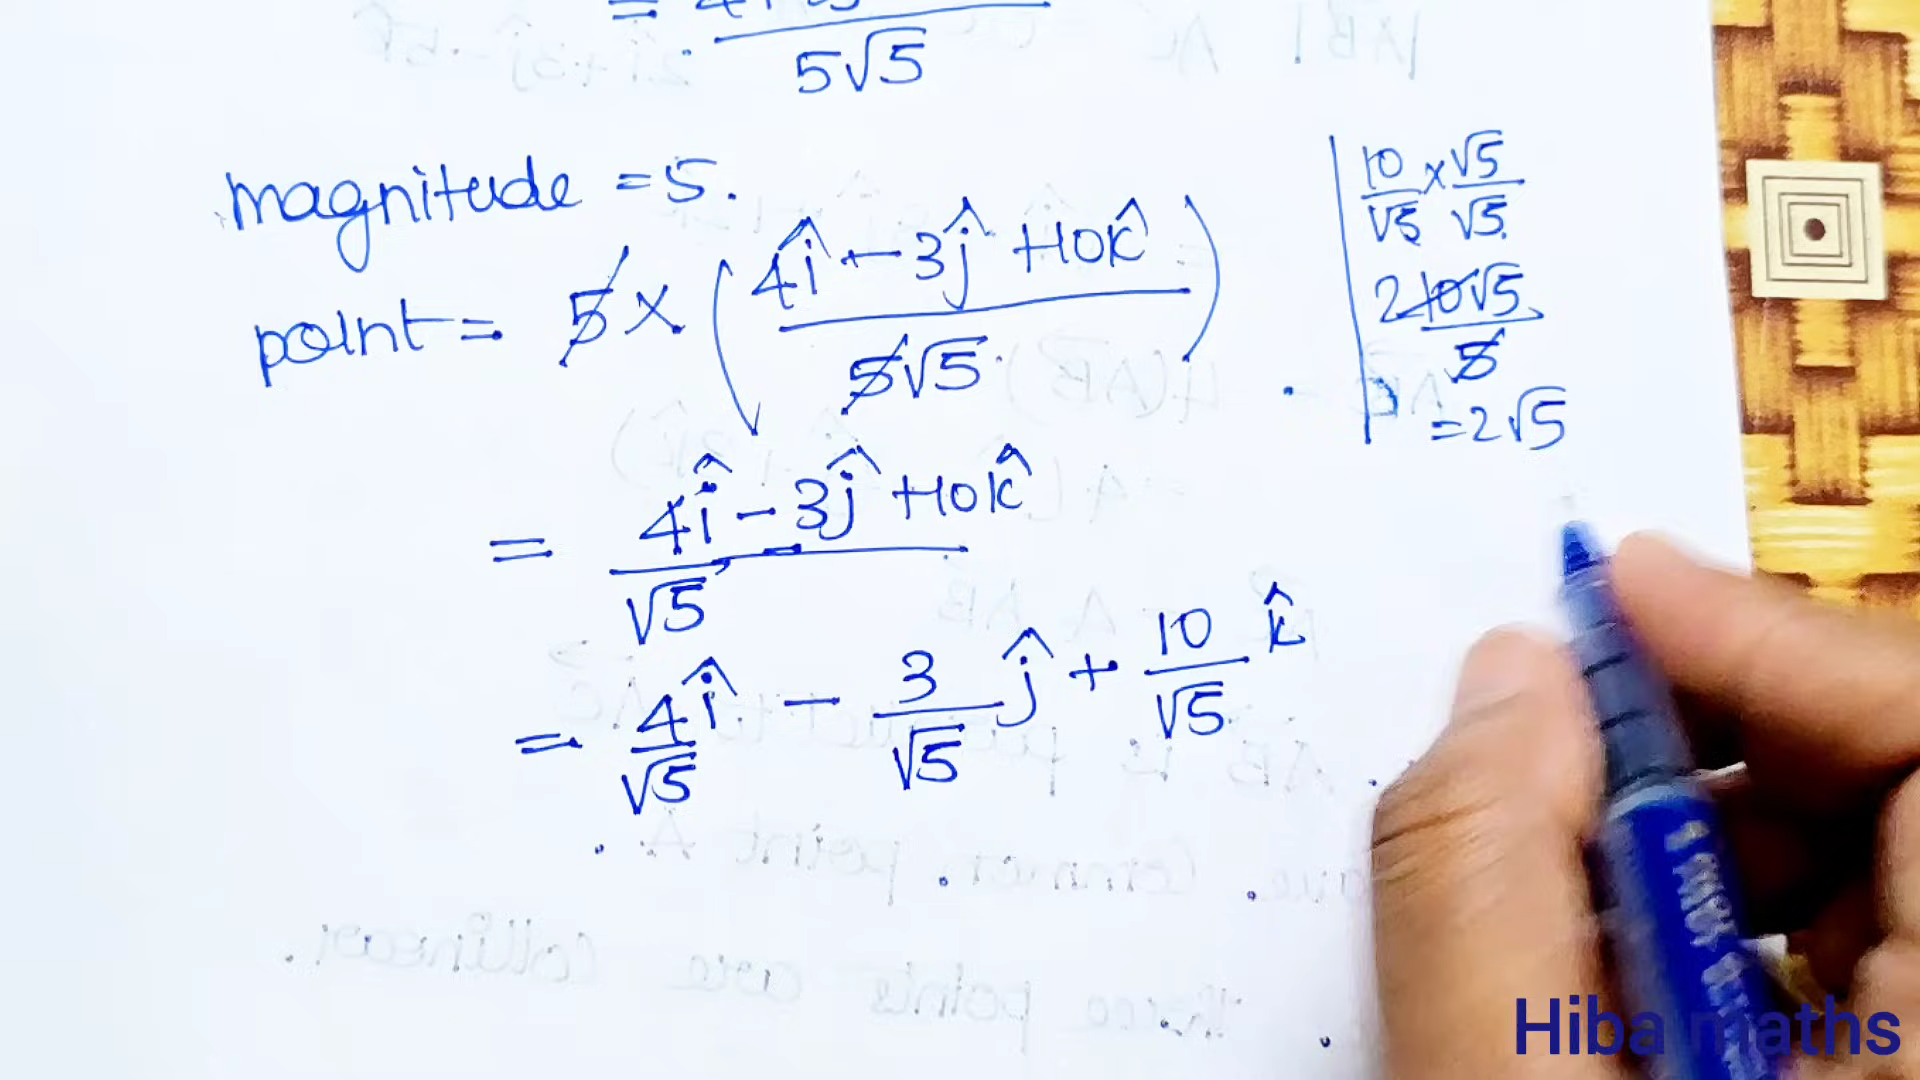 5√5
magnitude = 5.
point = 5 × (4î - 3ĵ + 10k̂ / 5√5)
= 4î - 3ĵ + 10k̂ / √5
= 4/√5 î - 3/√5 ĵ + 10/√5 k̂
10/√5 × √5/√5
2 10√5 / 5
= 2√5
Hiba maths